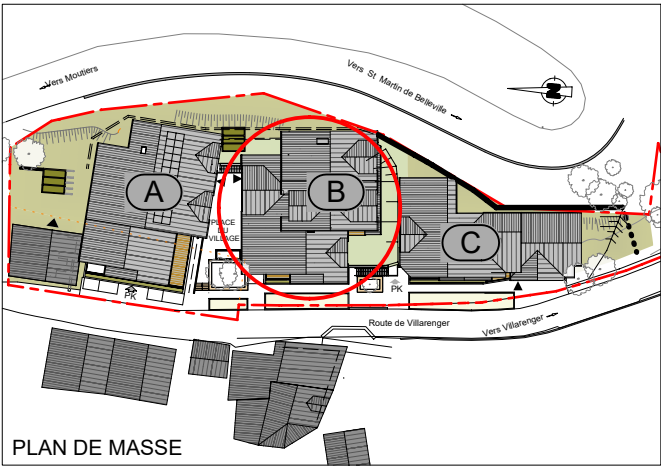 Vers Moutiers
Vers St. Martin de Belleville
N
A
B
PLACE
DU
VILLAGE
C
PK
PK
Route de Villarenger
Vers Villarenger
PLAN DE MASSE